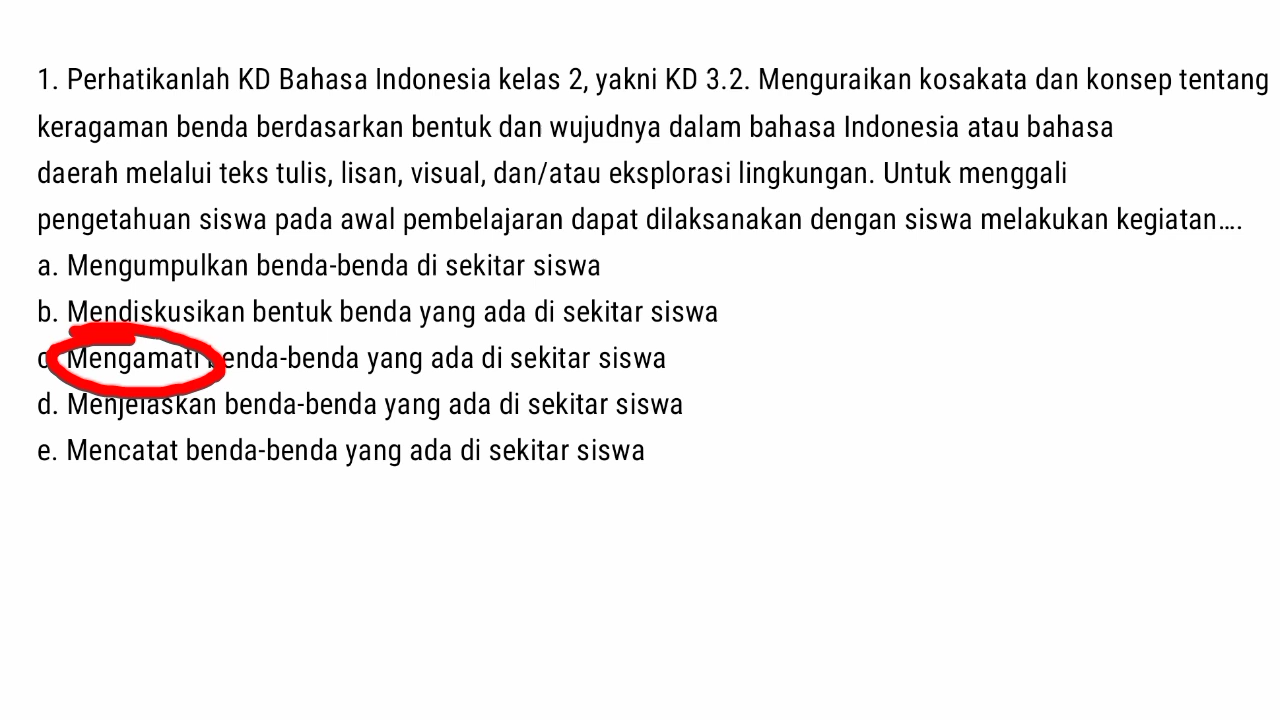 1. Perhatikanlah KD Bahasa Indonesia kelas 2, yakni KD 3.2. Menguraikan kosakata dan konsep tentang
keragaman benda berdasarkan bentuk dan wujudnya dalam bahasa Indonesia atau bahasa
daerah melalui teks tulis, lisan, visual, dan/atau eksplorasi lingkungan. Untuk menggali
pengetahuan siswa pada awal pembelajaran dapat dilaksanakan dengan siswa melakukan kegiatan....
a. Mengumpulkan benda-benda di sekitar siswa
b. Mendiskusikan bentuk benda yang ada di sekitar siswa
c. Mengamati benda-benda yang ada di sekitar siswa
d. Menjelaskan benda-benda yang ada di sekitar siswa
e. Mencatat benda-benda yang ada di sekitar siswa